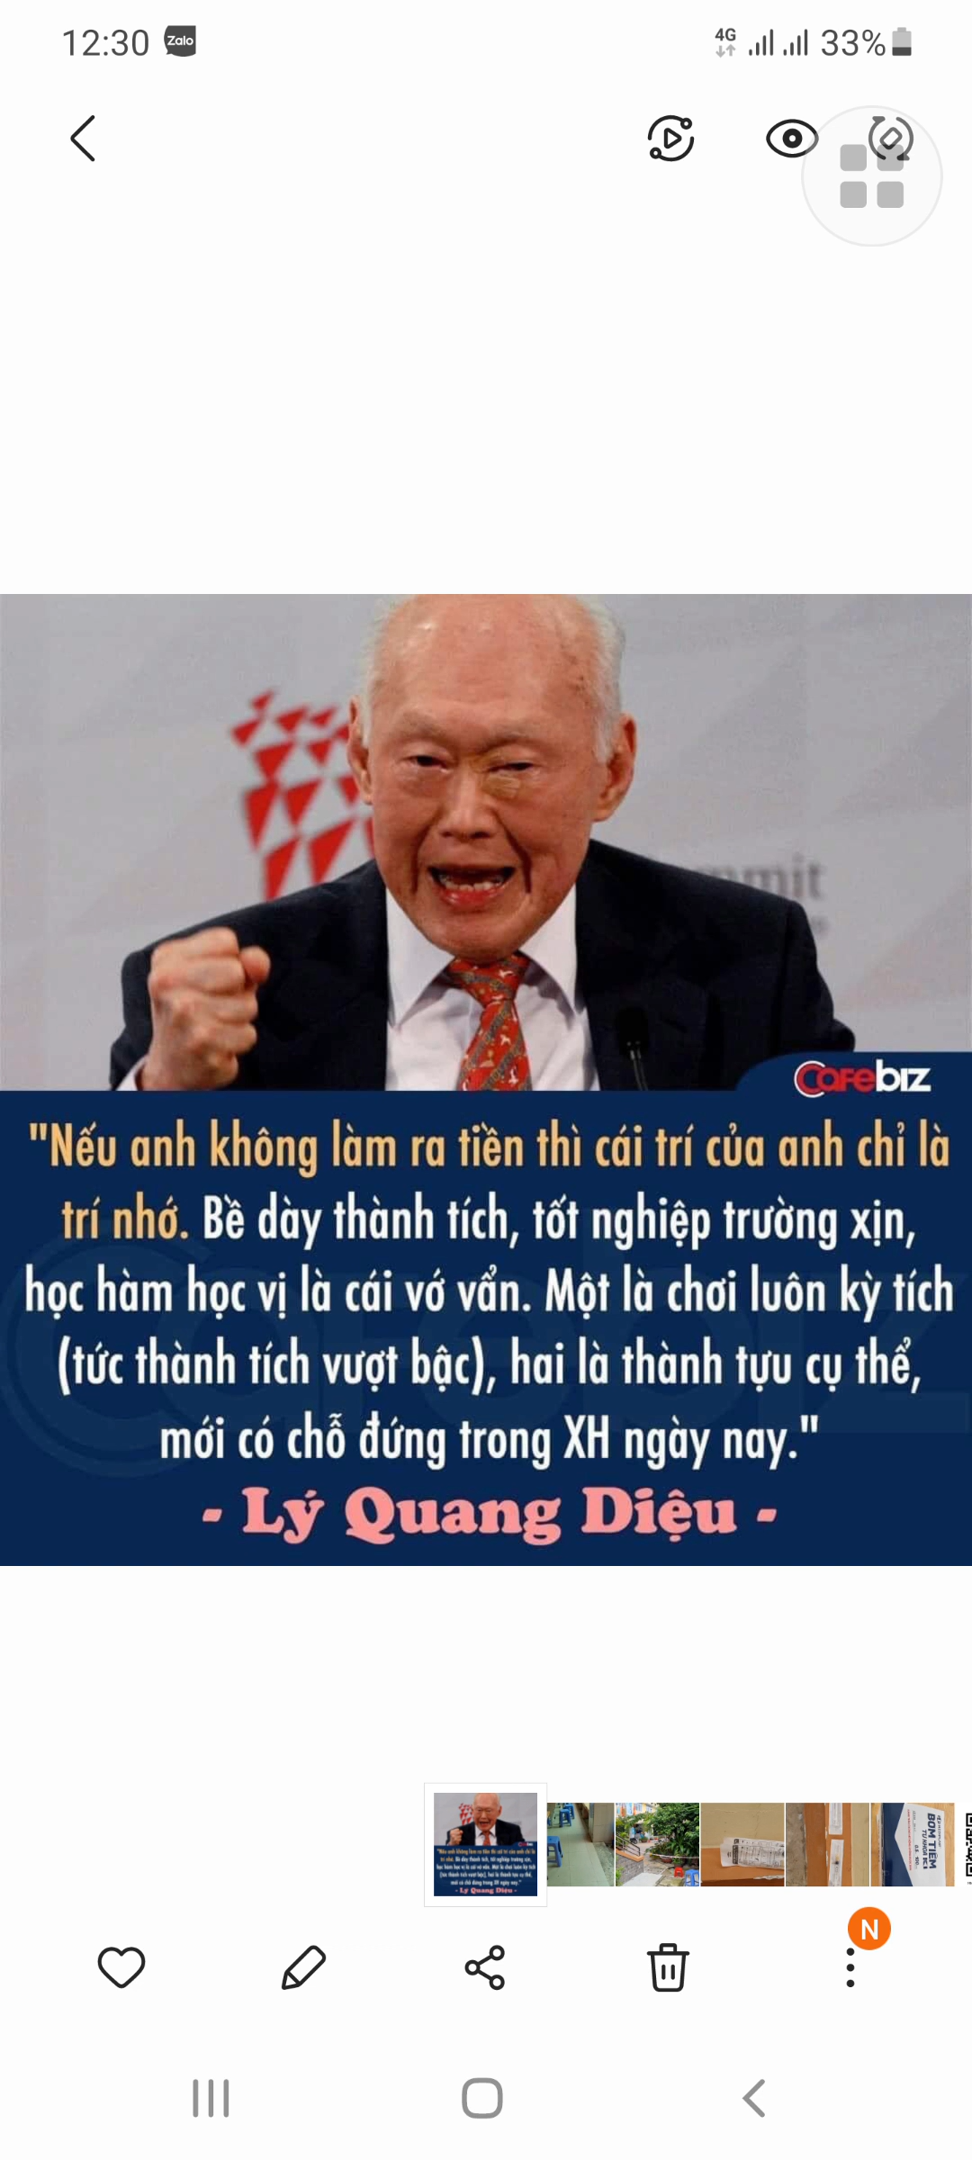 12:30 Zalo 4G 33%
mmit
Cafebiz
"Nếu anh không làm ra tiền thì cái trí của anh chỉ là
trí nhớ. Bề dày thành tích, tốt nghiệp trường xịn,
học hàm học vị là cái vớ vẩn. Một là chơi luôn kỳ tích
(tức thành tích vượt bậc), hai là thành tựu cụ thể,
mới có chỗ đứng trong XH ngày nay."
- Lý Quang Diệu -
BƠM TIÊM
N